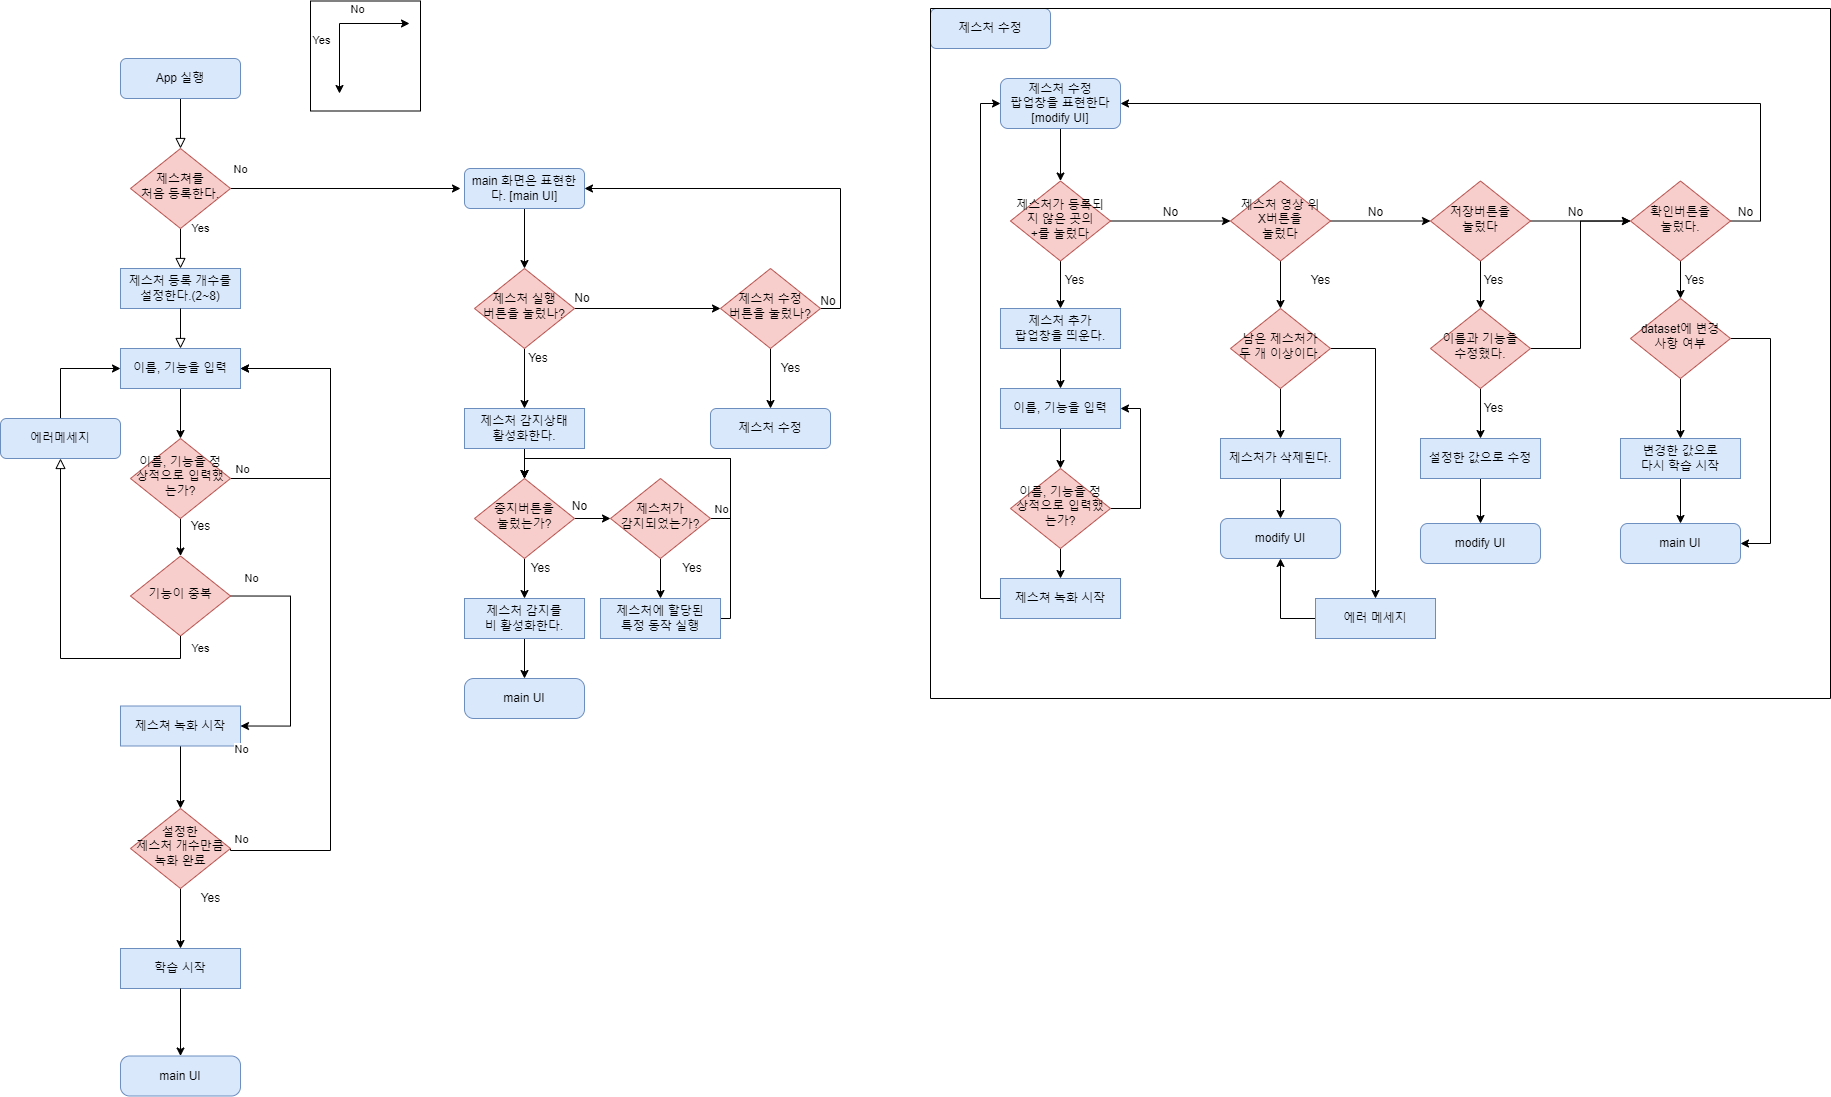 No
Yes
App 실행
제스쳐를
처음 등록한다.
No
Yes
제스처 등록 개수를
설정한다.(2~8)
이름, 기능을 입력
에러메세지
이름, 기능을 정
상적으로 입력했
는가?
No
Yes
기능이 중복
No
Yes
제스쳐 녹화 시작
No
설정한
제스처 개수만큼
녹화 완료
No
Yes
학습 시작
main UI
main 화면은 표현한
다. [main UI]
제스처 실행
버튼을 눌렀나?
No
Yes
제스처 수정
버튼을 눌렀나?
No
Yes
제스처 수정
제스처 감지상태
활성화한다.
중지버튼을
눌렀는가?
No
Yes
제스처가
감지되었는가?
No
Yes
제스처 감지를
비 활성화한다.
제스처에 할당된
특정 동작 실행
main UI
제스처 수정
제스처 수정
팝업창을 표현한다
[modify UI]
제스처가 등록되
지 않은 곳의
+를 눌렀다
No
Yes
제스처 영상 위
X버튼을
눌렀다
No
Yes
저장버튼을
눌렀다
No
Yes
확인버튼을
눌렀다.
No
Yes
제스처 추가
팝업창을 띄운다.
이름, 기능을 입력
이름, 기능을 정
상적으로 입력했
는가?
제스쳐 녹화 시작
남은 제스처가
두 개 이상이다
제스처가 삭제된다.
modify UI
에러 메세지
이름과 기능을
수정했다.
Yes
설정한 값으로 수정
modify UI
dataset에 변경
사항 여부
변경한 값으로
다시 학습 시작
main UI